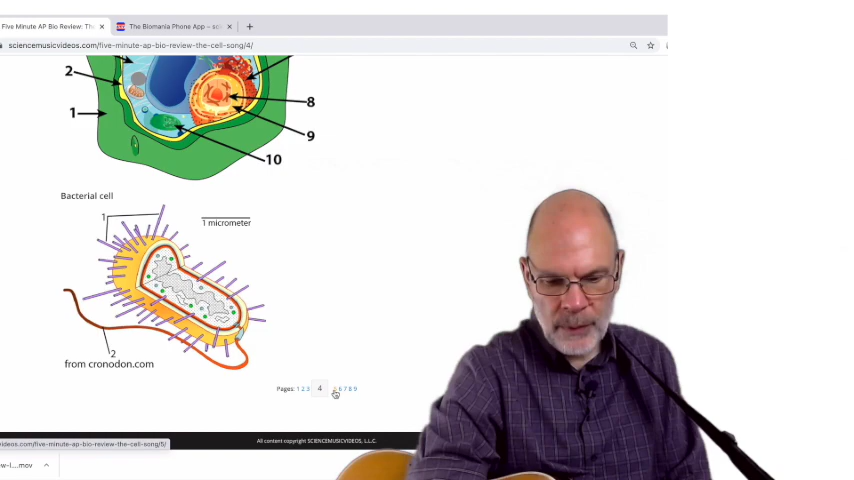 Five Minute AP Bio Review: Th
The Biomania Phone App – sci
sciencemusicvideos.com/five-minute-ap-bio-review-the-cell-song/4/
2
8
1
9
10
Bacterial cell
1
1 micrometer
2
from cronodon.com
Pages: 1 2 3 4 5 6 7 8 9
videos.com/five-minute-ap-bio-review-the-cell-song/5/
All content copyright SCIENCEMUSICVIDEOS, L.L.C.
w-l....mov